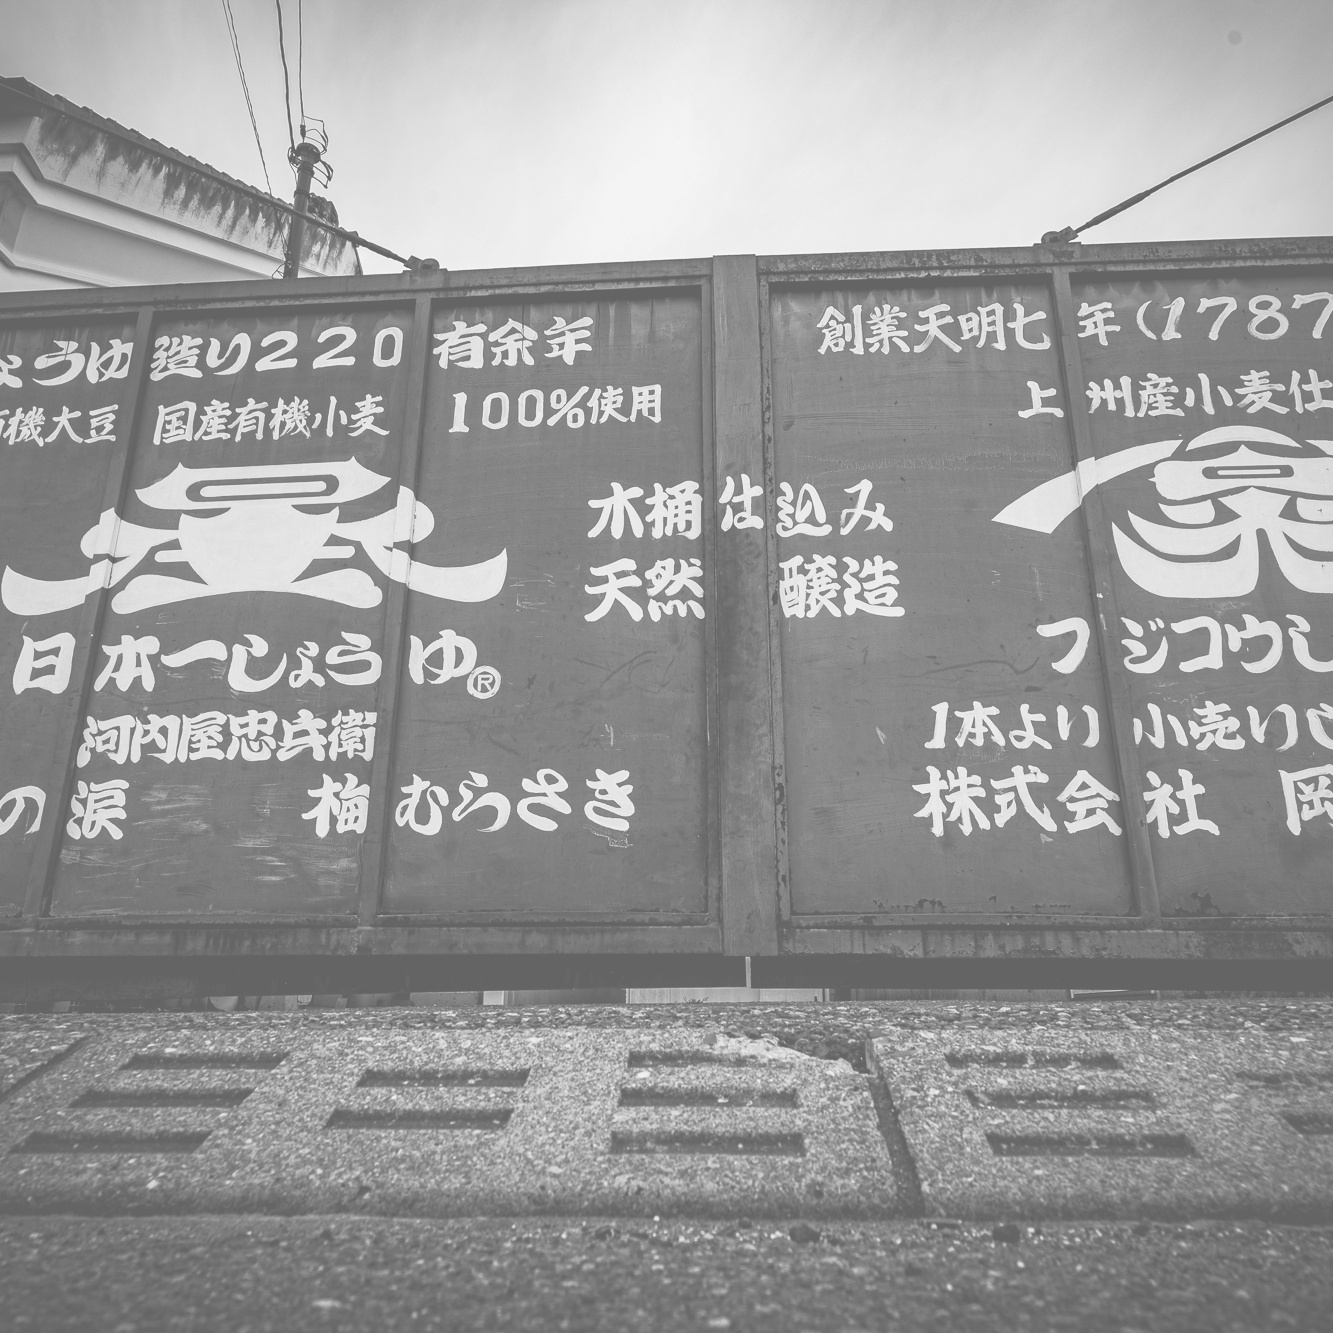 ょうゆ造り220有余年
有機大豆 国産有機小麦 100%使用
日本一しょうゆ®
河内屋忠兵衛
の涙 梅むらさき
木桶仕込み
天然醸造
創業天明七年(1787
上州産小麦仕
フジコウし
1本より小売り
株式会社 岡